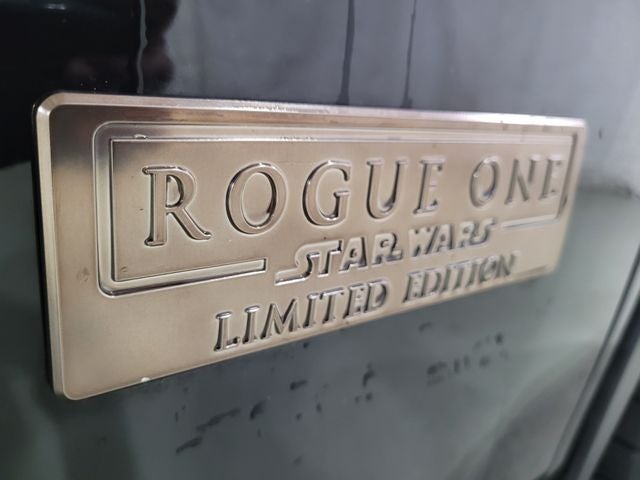 ROGUE ONE
STAR WARS
LIMITED EDITION